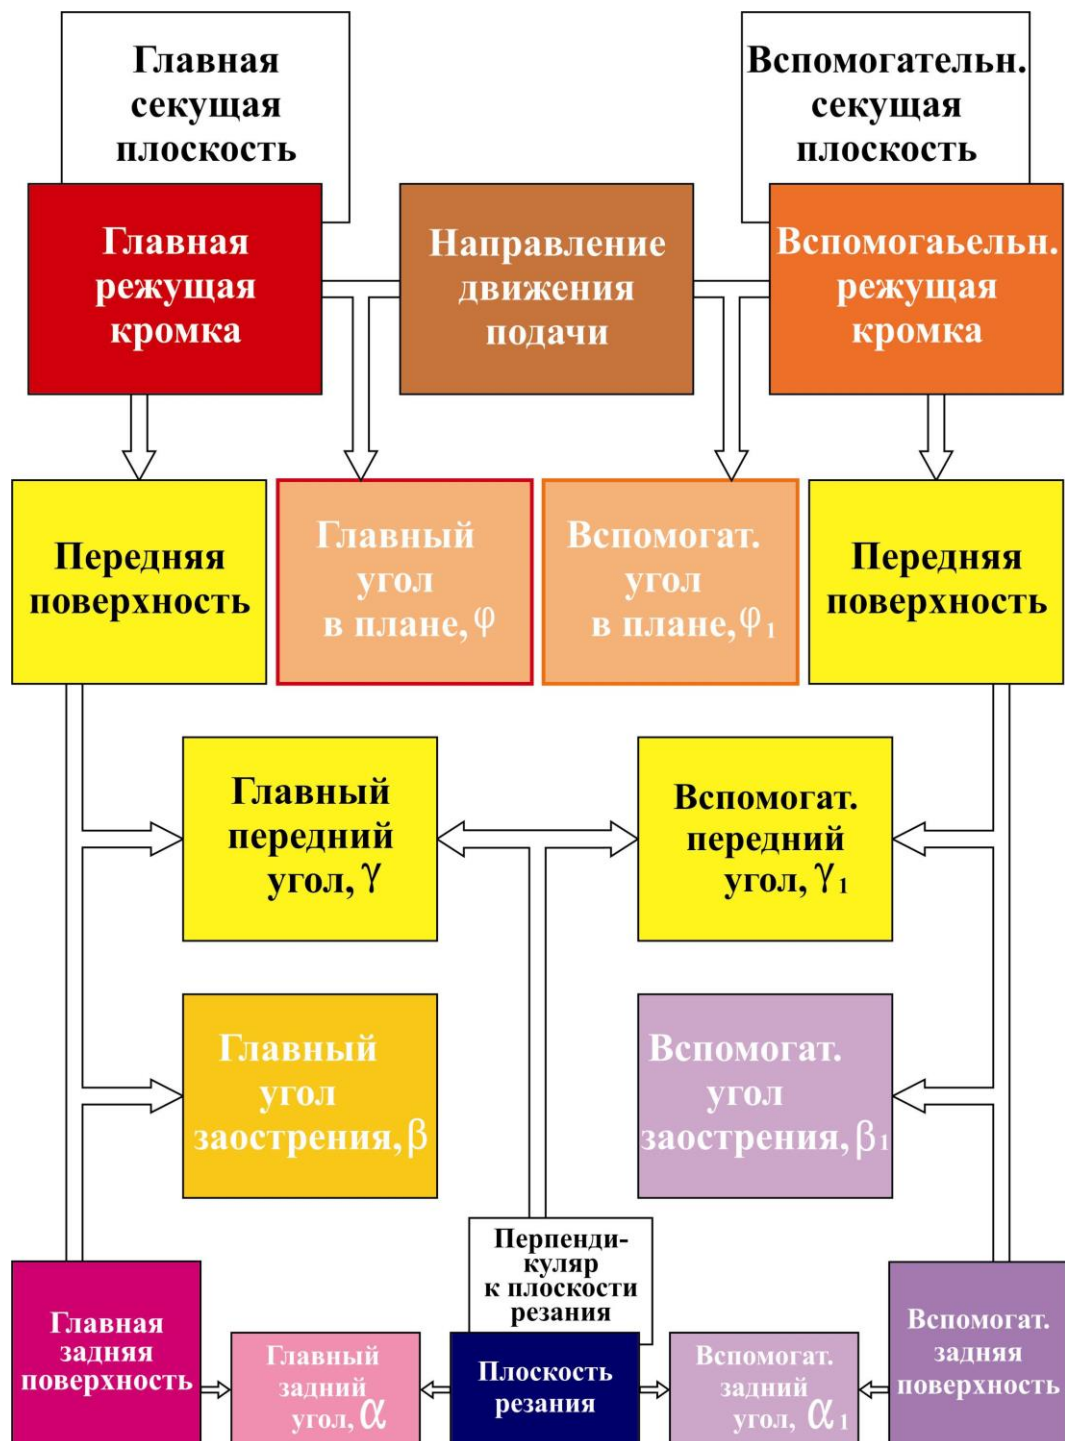 Главная
секущая
плоскость
Вспомогательн.
секущая
плоскость
Главная
режущая
кромка
Направление
движения
подачи
Вспомогаьельн.
режущая
кромка
Передняя
поверхность
Главный
угол
в плане, φ
Вспомогат.
угол
в плане, φ₁
Передняя
поверхность
Главный
передний
угол, γ
Вспомогат.
передний
угол, γ₁
Главный
угол
заострения, β
Вспомогат.
угол
заострения, β₁
Перпенди-
куляр
к плоскости
резания
Главная
задняя
поверхность
Главный
задний
угол, α
Плоскость
резания
Вспомогат.
задний
угол, α₁
Вспомогат.
задняя
поверхность